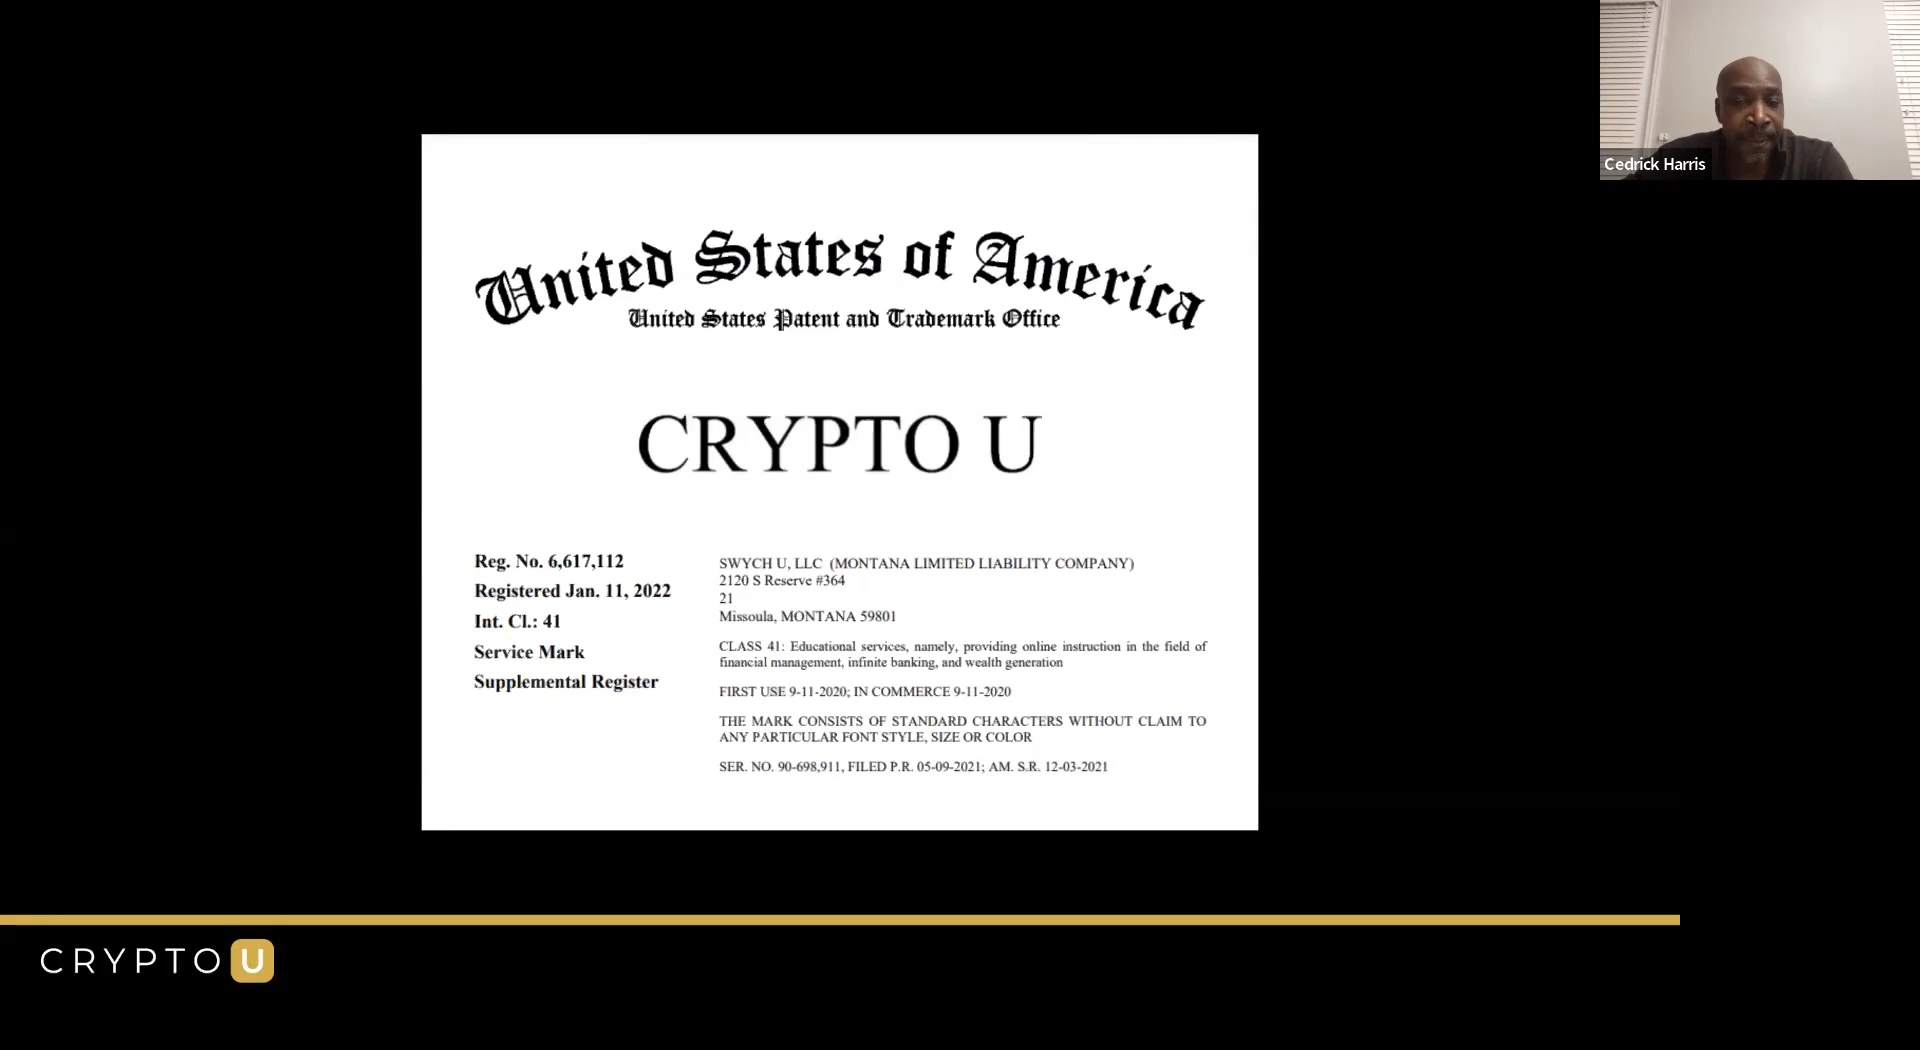 Cedrick Harris
United States of America
United States Patent and Trademark Office
CRYPTO U
Reg. No. 6,617,112
Registered Jan. 11, 2022
Int. Cl.: 41
Service Mark
Supplemental Register
SWYCH U, LLC (MONTANA LIMITED LIABILITY COMPANY)
2120 S Reserve #364
21
Missoula, MONTANA 59801
CLASS 41: Educational services, namely, providing online instruction in the field of
financial management, infinite banking, and wealth generation
FIRST USE 9-11-2020; IN COMMERCE 9-11-2020
THE MARK CONSISTS OF STANDARD CHARACTERS WITHOUT CLAIM TO
ANY PARTICULAR FONT STYLE, SIZE OR COLOR
SER. NO. 90-698,911, FILED P.R. 05-09-2021; AM. S.R. 12-03-2021
CRYPTO U